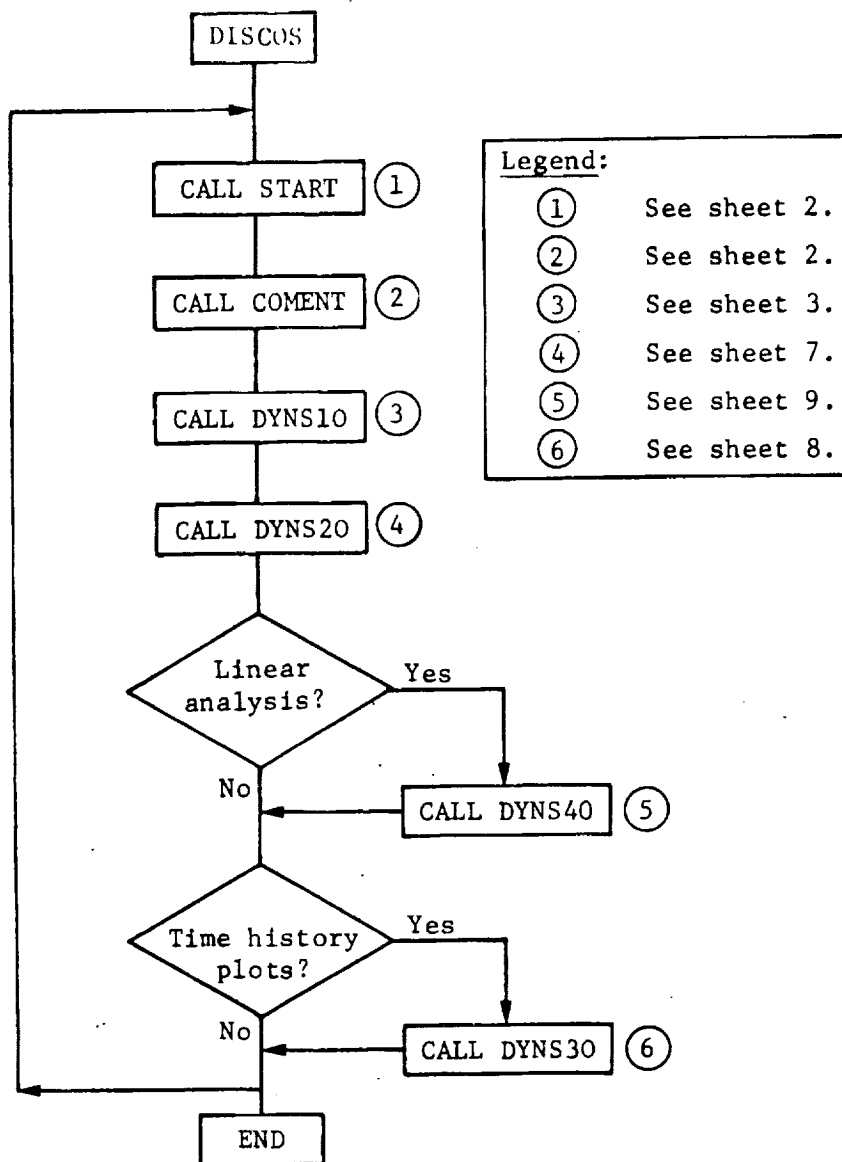 DISCOS
CALL START
1
CALL COMENT
2
CALL DYNS10
3
CALL DYNS20
4
Linear
analysis?
Yes
No
CALL DYNS40
5
Time history
plots?
Yes
No
CALL DYNS30
6
END
Legend:
1 See sheet 2.
2 See sheet 2.
3 See sheet 3.
4 See sheet 7.
5 See sheet 9.
6 See sheet 8.